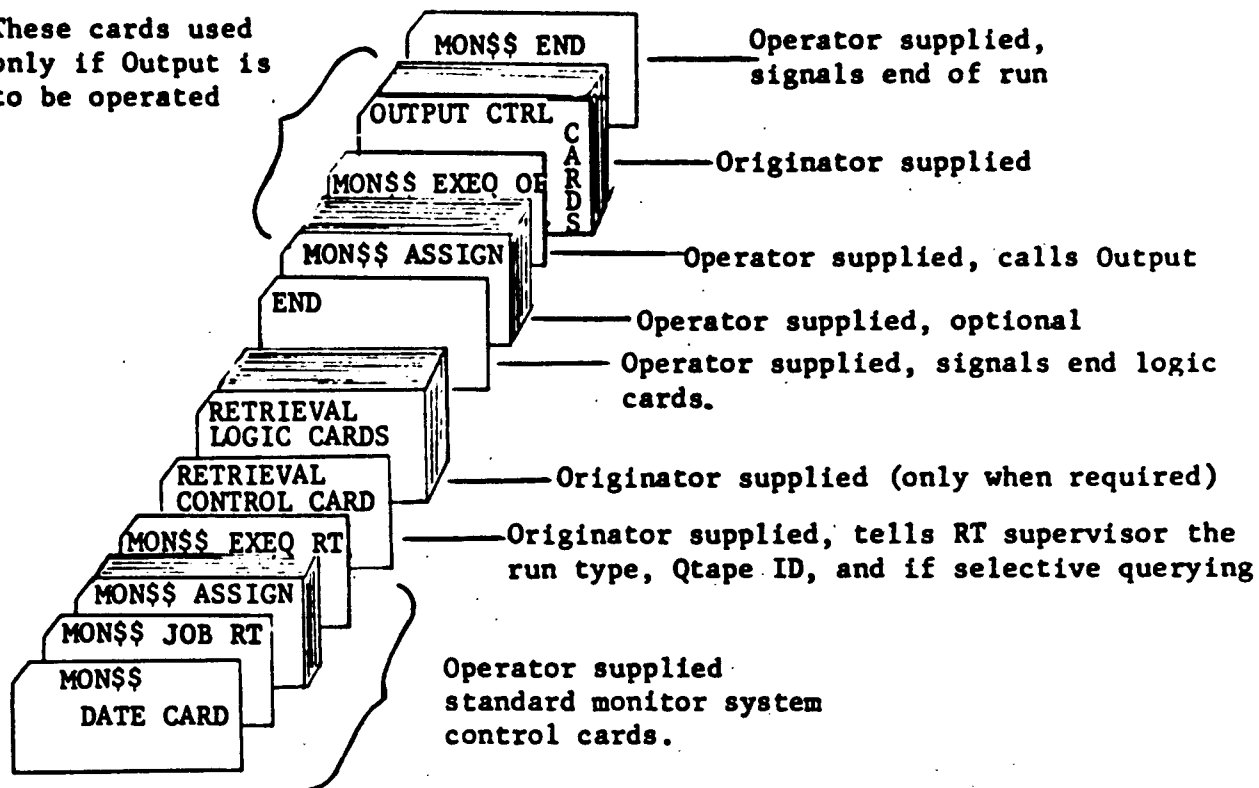 These cards used
only if Output is
to be operated
MON$$ END
Operator supplied,
signals end of run
OUTPUT CTRL
CARDS
Originator supplied
MON$$ EXEQ
Operator supplied, calls Output
MON$$ ASSIGN
Operator supplied, optional
END
Operator supplied, signals end logic
cards.
RETRIEVAL
LOGIC CARDS
Originator supplied (only when required)
RETRIEVAL
CONTROL CARD
Originator supplied, tells RT supervisor the
run type, Qtape ID, and if selective querying
MON$$ EXEQ RT
MON$$ ASSIGN
MON$$ JOB RT
MON$$
DATE CARD
Operator supplied
standard monitor system
control cards.